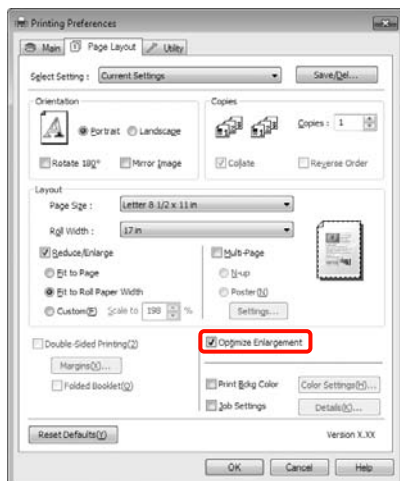 Printing Preferences
Main Page Layout Utility
Select Setting : Current Settings Save/Del...
Orientation
Portrait Landscape
Rotate 180° Mirror Image
Copies
Copies : 1
Collate Reverse Order
Layout
Page Size : Letter 8 1/2 x 11 in
Roll Width : 17 in
Reduce/Enlarge
Fit to Page
Fit to Roll Paper Width
Custom(F) Scale to 198 %
Multi-Page
N-up
Poster(N)
Settings...
Double-Sided Printing(2)
Margins(X)...
Folded Booklet(Q)
Optimize Enlargement
Print Bckg Color Color Settings(H)...
Job Settings Details(K)...
Reset Defaults(Y) Version X.XX
OK Cancel Help